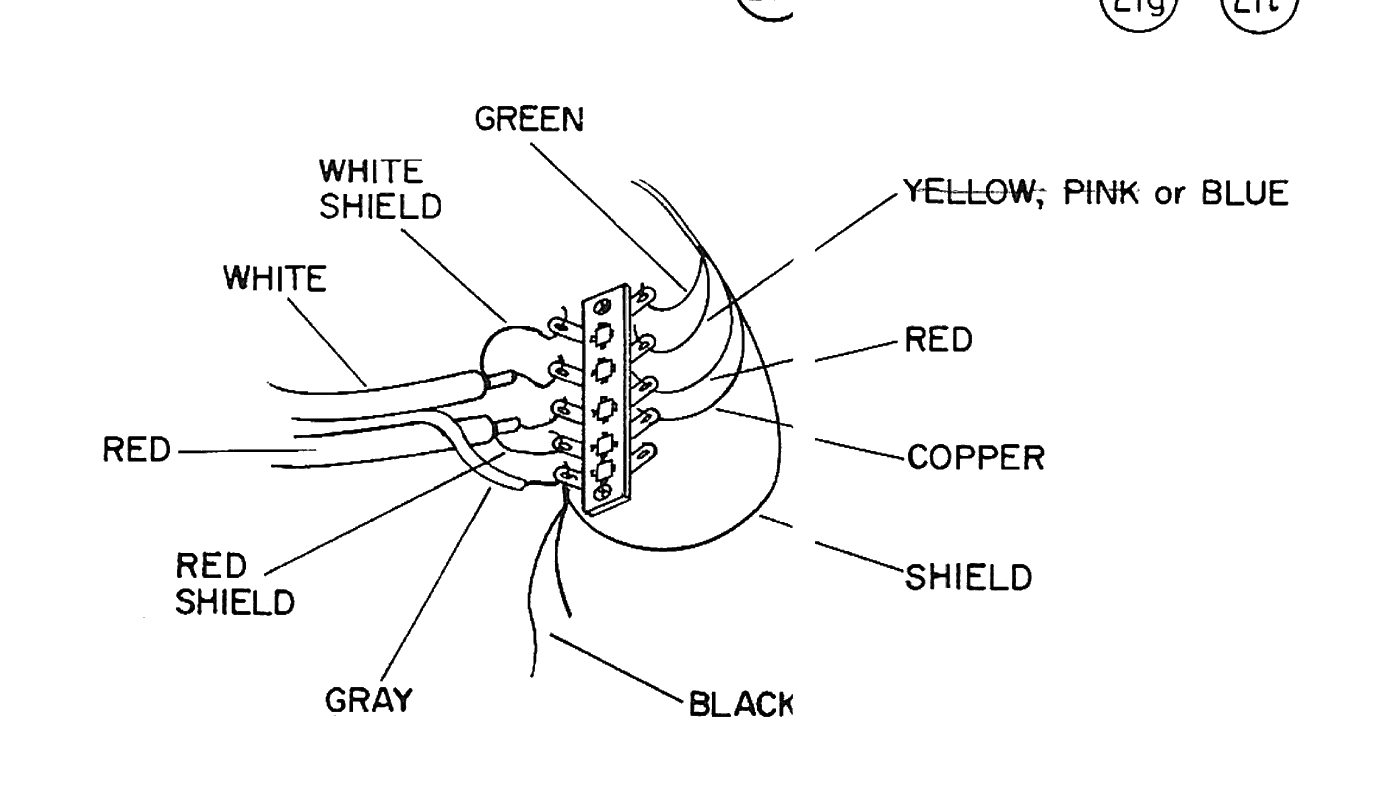 GREEN
WHITE
SHIELD
YELLOW, PINK or BLUE
WHITE
RED
RED
COPPER
RED
SHIELD
SHIELD
GRAY
BLACK